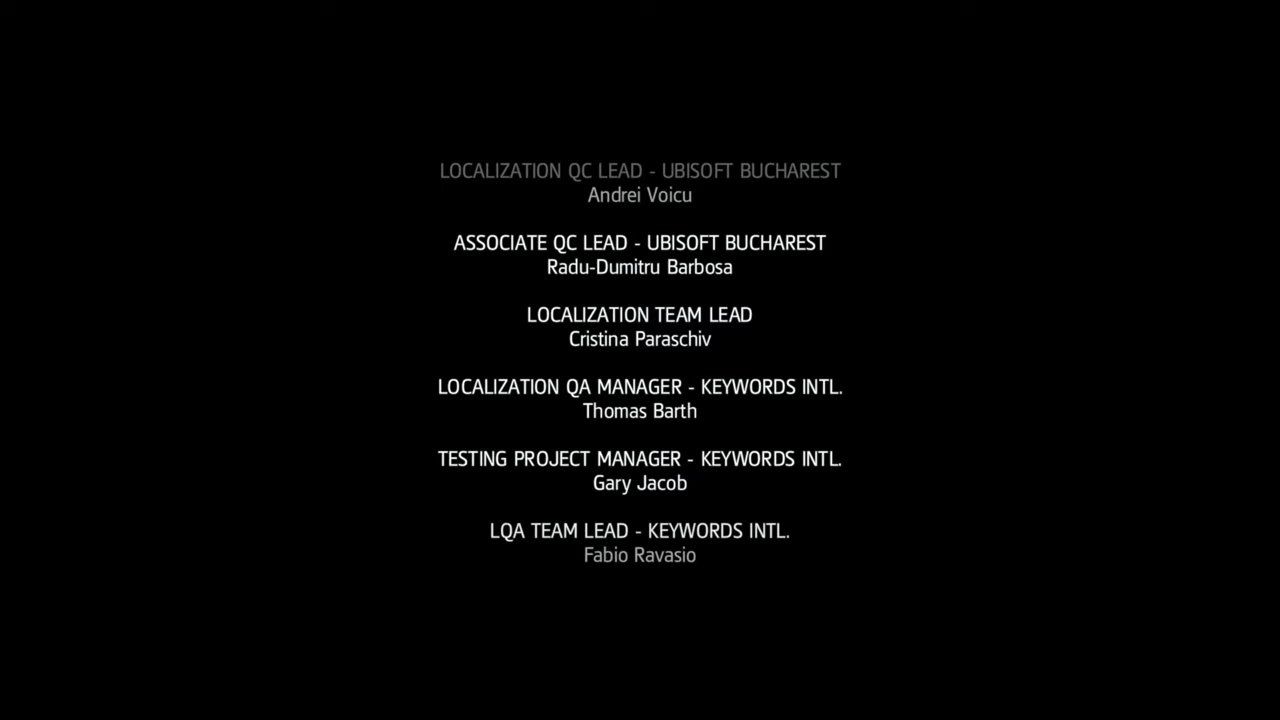 LOCALIZATION QC LEAD - UBISOFT BUCHAREST
Andrei Voicu
ASSOCIATE QC LEAD - UBISOFT BUCHAREST
Radu-Dumitru Barbosa
LOCALIZATION TEAM LEAD
Cristina Paraschiv
LOCALIZATION QA MANAGER - KEYWORDS INTL.
Thomas Barth
TESTING PROJECT MANAGER - KEYWORDS INTL.
Gary Jacob
LQA TEAM LEAD - KEYWORDS INTL.
Fabio Ravasio